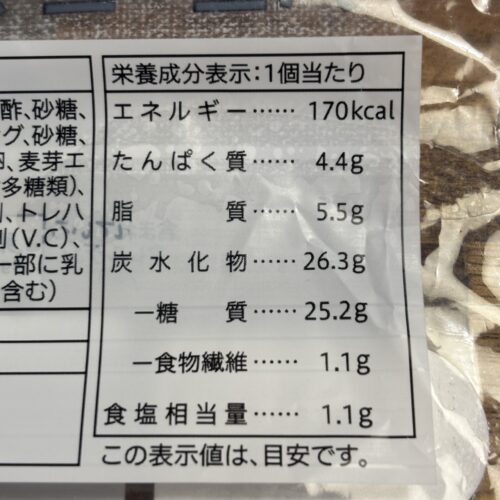 酢、砂糖、
グ、砂糖、
、麦芽エ
多糖類)、
、トレハ
剤(V.C)、
一部に乳
含む)
栄養成分表示:1個当たり
エネルギー…… 170kcal
たんぱく質…… 4.4g
脂　　質…… 5.5g
炭水化物…… 26.3g
ー糖　　質…… 25.2g
ー食物繊維…… 1.1g
食塩相当量…… 1.1g
この表示値は、目安です。